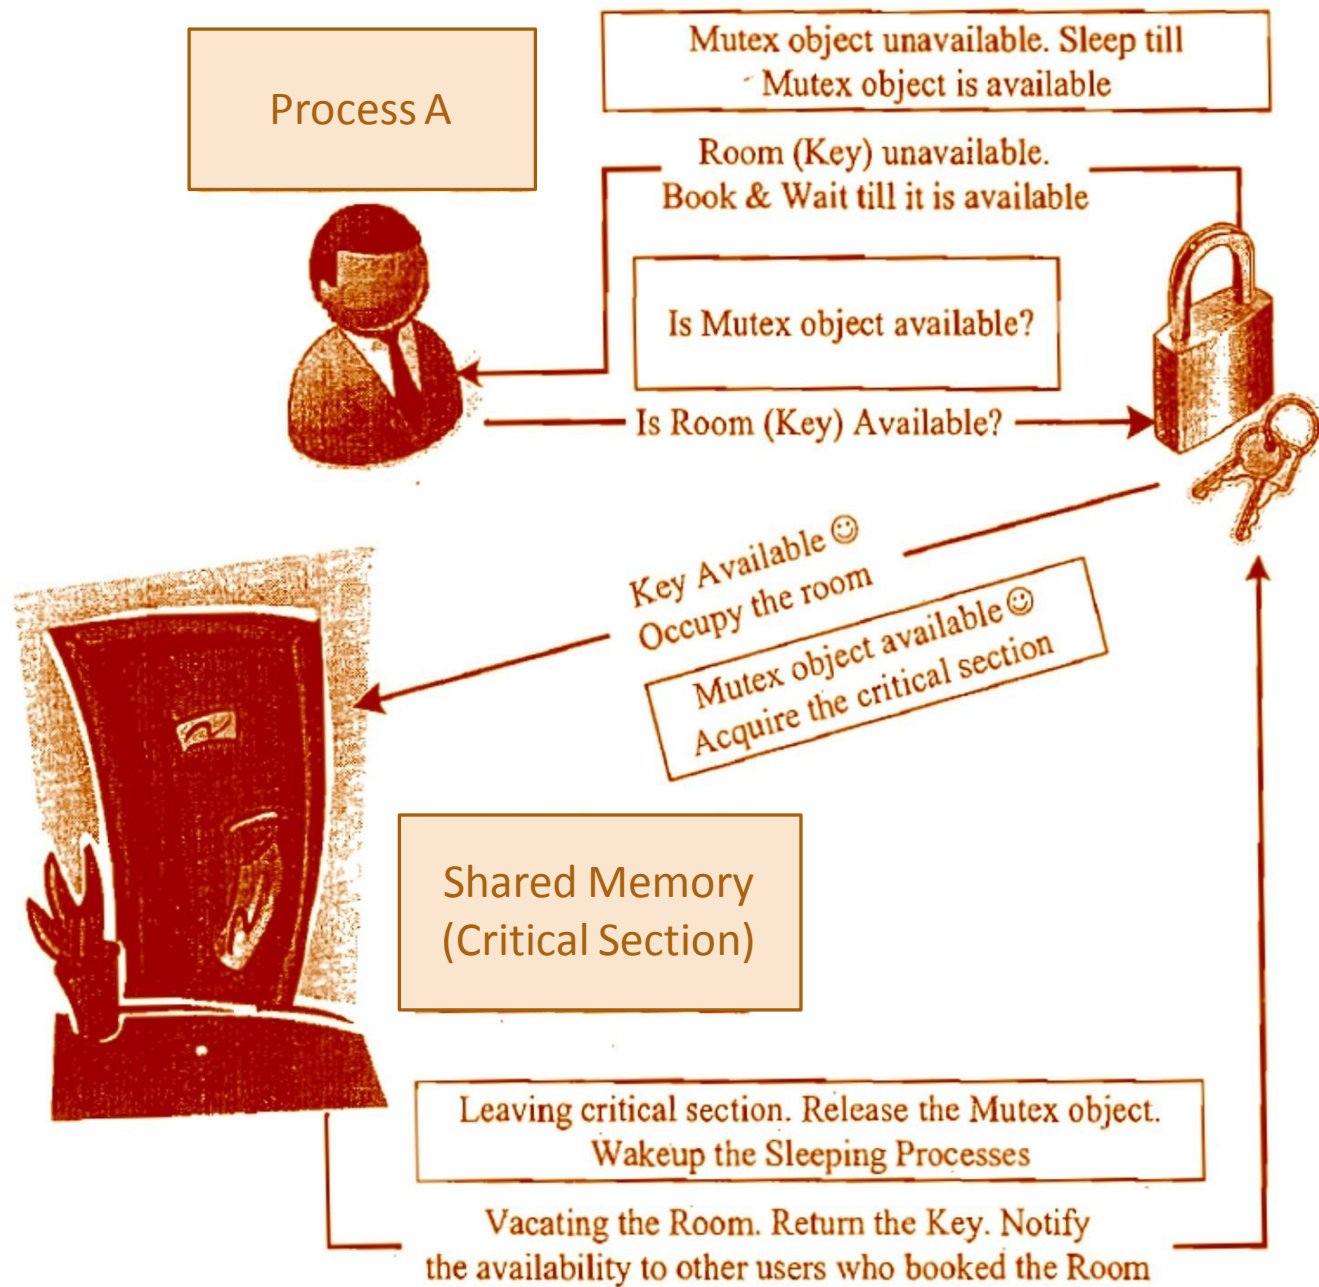 Process A
Mutex object unavailable. Sleep till
Mutex object is available
Room (Key) unavailable.
Book & Wait till it is available
Is Mutex object available?
Is Room (Key) Available?
Key Available ☺
Occupy the room
Mutex object available ☺
Acquire the critical section
Shared Memory
(Critical Section)
Leaving critical section. Release the Mutex object.
Wakeup the Sleeping Processes
Vacating the Room. Return the Key. Notify
the availability to other users who booked the Room